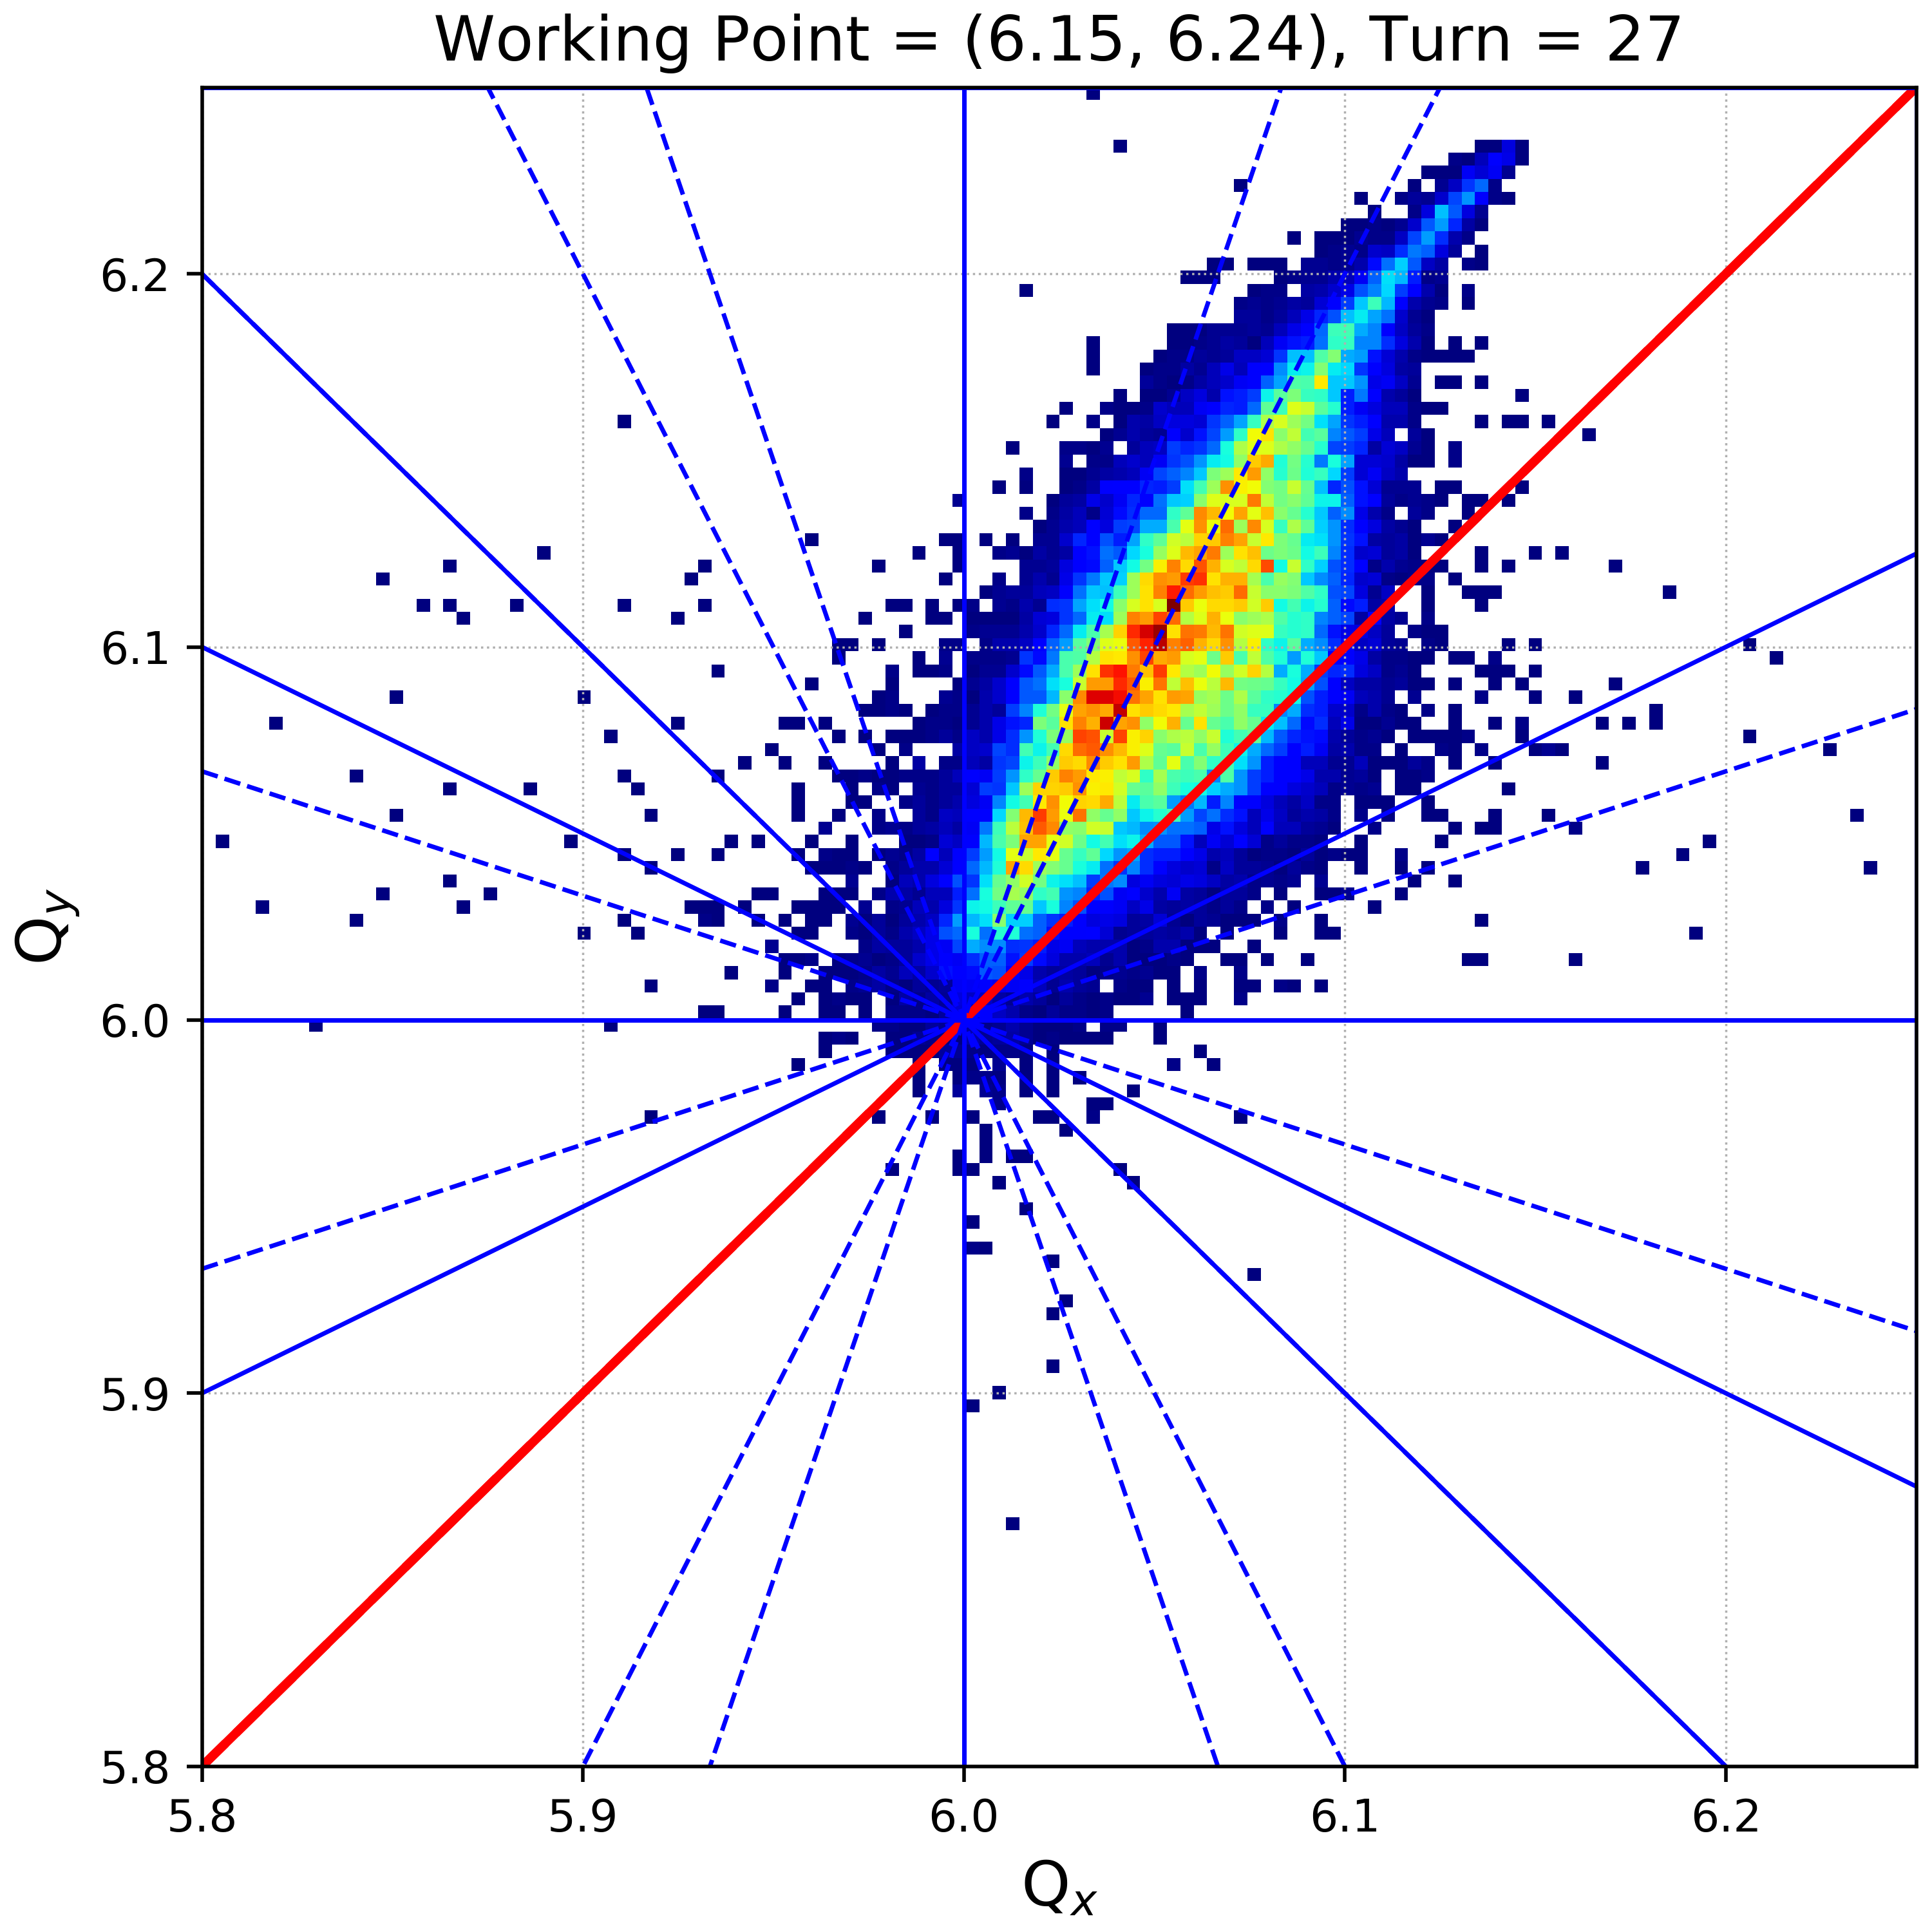 Working Point = (6.15, 6.24), Turn = 27
6.2
6.1
6.0
5.9
5.8
Qy
5.8 5.9 6.0 6.1 6.2
Qx